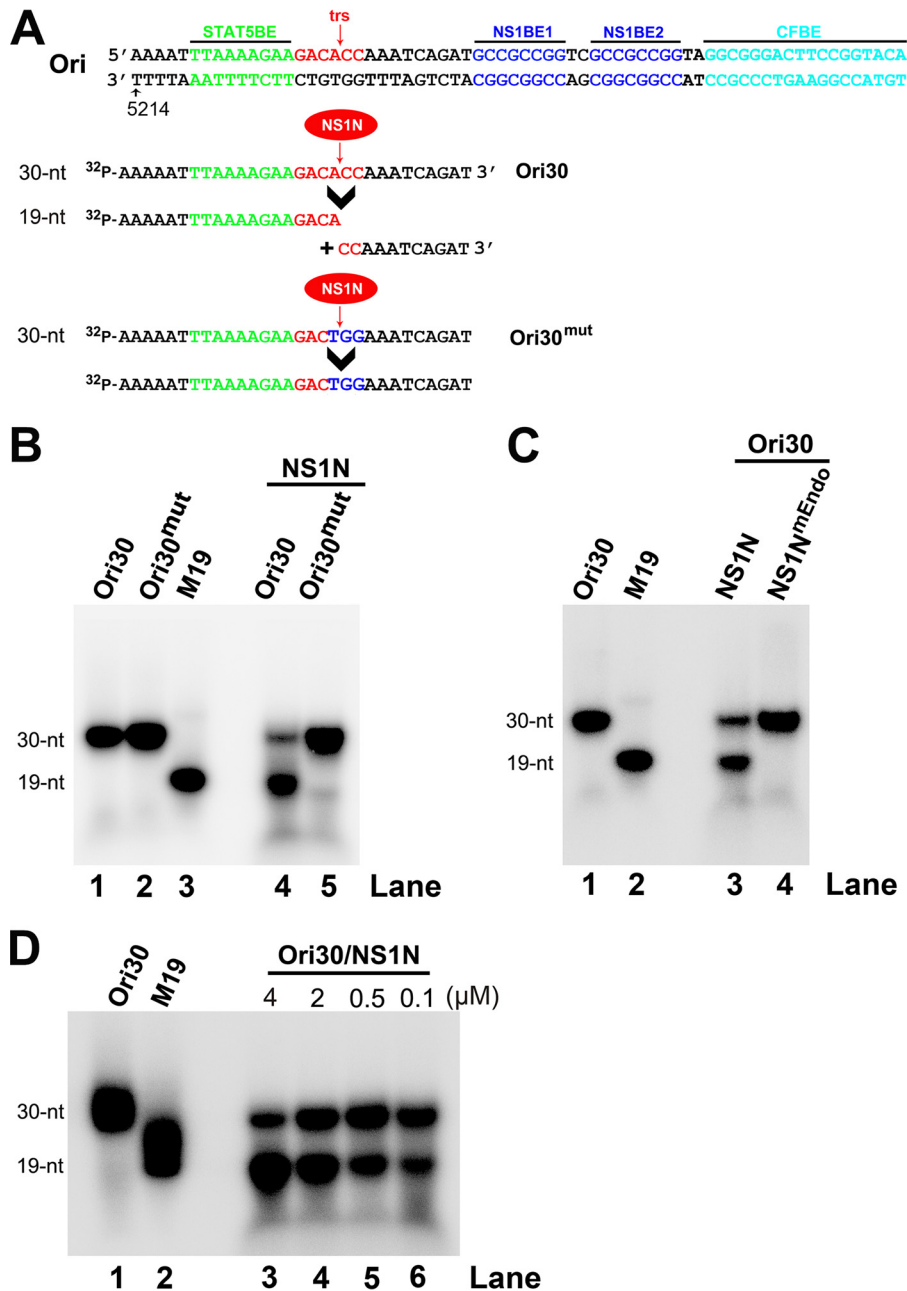 A
STAT5BE trs NS1BE1 NS1BE2 CFBE
Ori 5’AAAATTTAAAAGAAGACACCAAATCAGATGCCGCCGGTCGCCGCCGGTAGGCGGGACTTCCGGTACA
3’TTTTAAATTTTCTTCTGTGGTTTAGTCTACGGCGGCCAGCGGCGGCCATCCGCCCTGAAGGCCATGT
5214
NS1N
30-nt 32P-AAAAATTTAAAAGAAGACACCAAATCAGAT3’ Ori30
19-nt 32P-AAAAATTTAAAAGAAGACA
+ CCAAATCAGAT3’
NS1N
30-nt 32P-AAAAATTTAAAAGAAGACTGGAAATCAGAT Ori30mut
32P-AAAAATTTAAAAGAAGACTGGAAATCAGAT
B
NS1N
Ori30 Ori30mut M19 Ori30 Ori30mut
30-nt
19-nt
1 2 3 4 5 Lane
C
Ori30
Ori30 M19 NS1N NS1NmEndo
30-nt
19-nt
1 2 3 4 Lane
D
Ori30/NS1N
Ori30 M19 4 2 0.5 0.1 (µM)
30-nt
19-nt
1 2 3 4 5 6 Lane